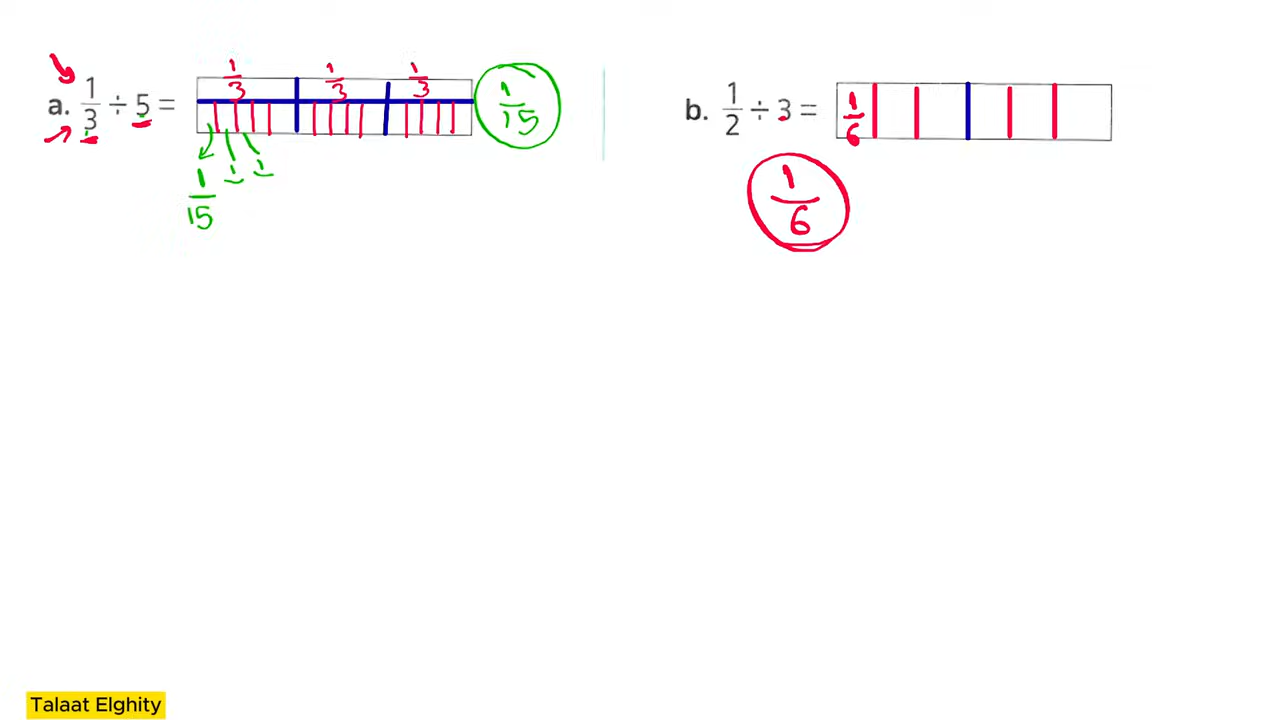 a. 1/3 ÷ 5 =
1/3 1/3 1/3
1/15
1/15
b. 1/2 ÷ 3 =
1/6
1/6
Talaat Elghity